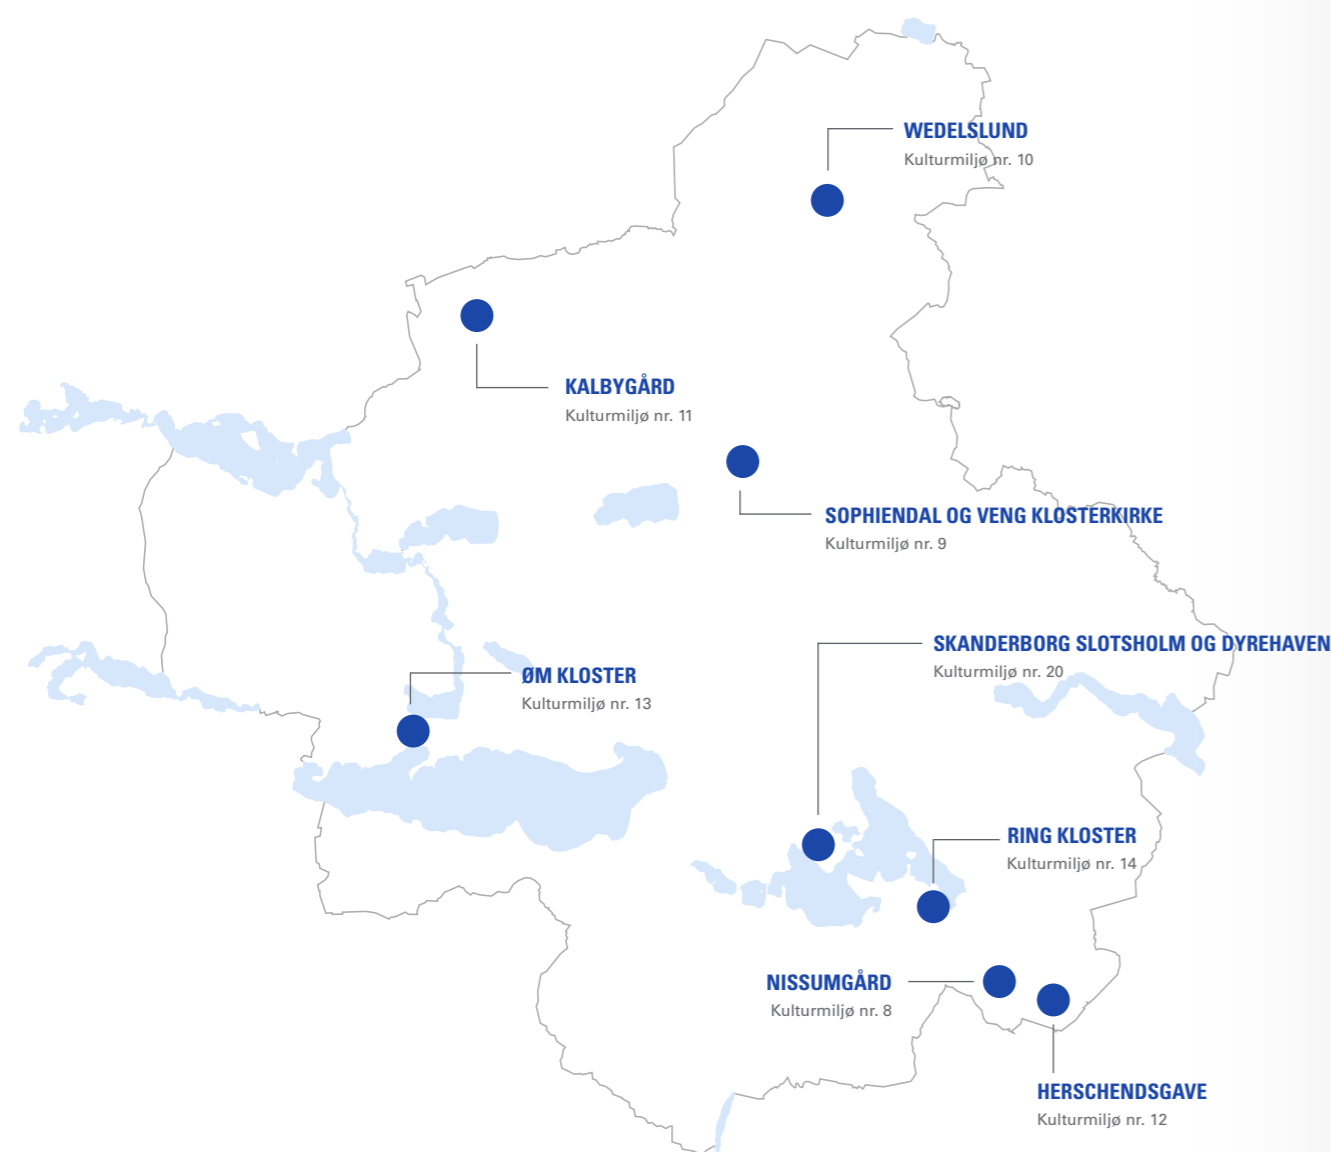 WEDELSLUND
Kulturmiljø nr. 10
KALBYGÅRD
Kulturmiljø nr. 11
SOPHIENDAL OG VENG KLOSTERKIRKE
Kulturmiljø nr. 9
SKANDERBORG SLOTSHOLM OG DYREHAVEN
Kulturmiljø nr. 20
ØM KLOSTER
Kulturmiljø nr. 13
RING KLOSTER
Kulturmiljø nr. 14
NISSUMGÅRD
Kulturmiljø nr. 8
HERSCHENDSGAVE
Kulturmiljø nr. 12